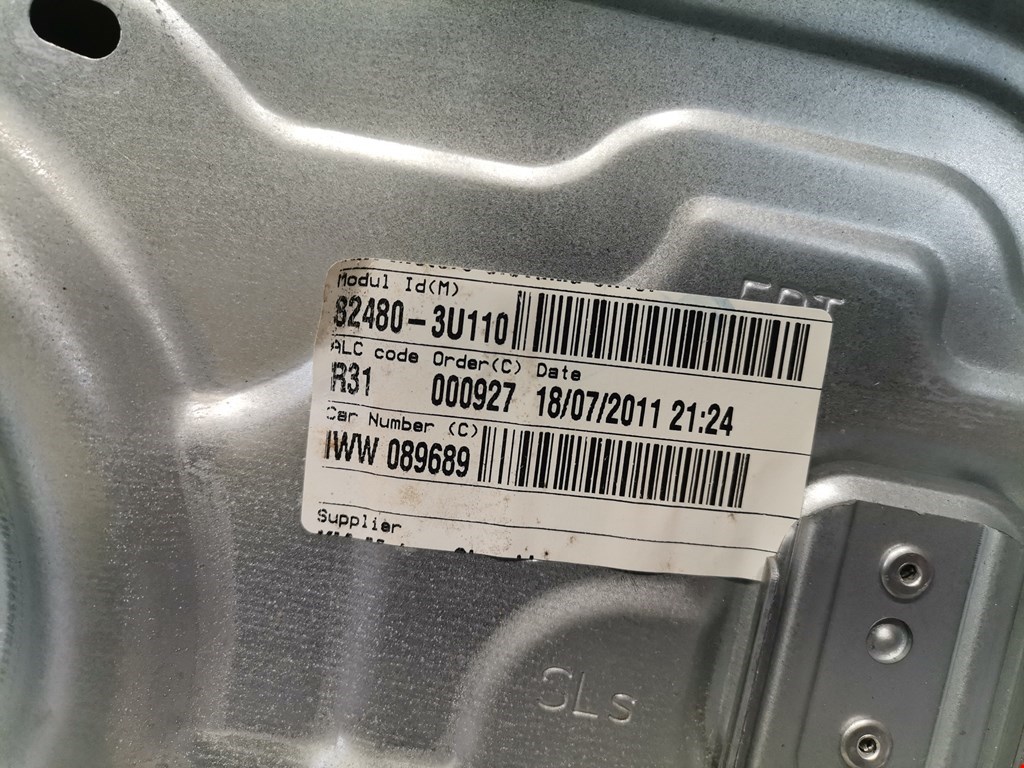 Modul Id(M)
82480-3U110
ALC code Order(C) Date
R31 000927 18/07/2011 21:24
Car Number (C)
IWW 089689
Supplier
SLs